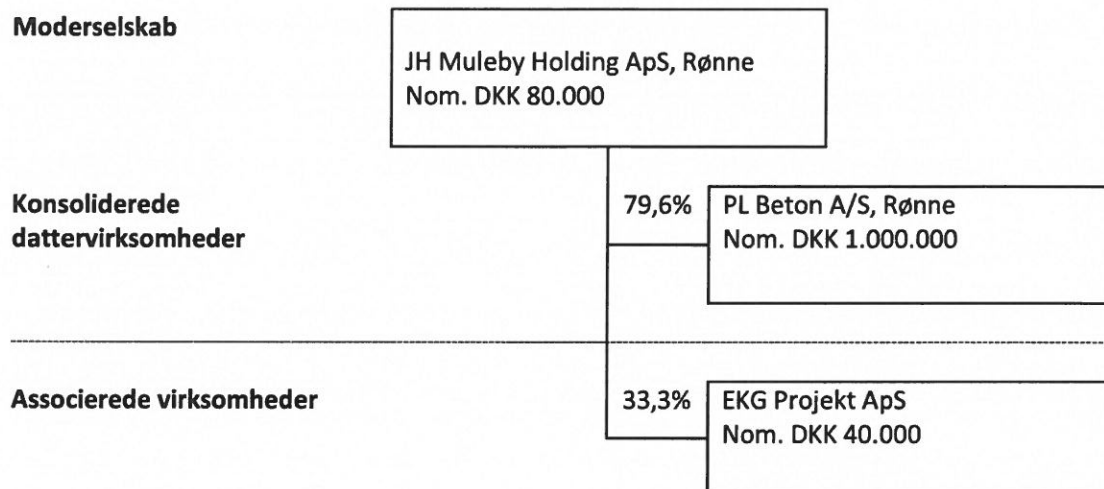 Moderselskab
JH Muleby Holding ApS, Rønne
Nom. DKK 80.000
Konsoliderede
dattervirksomheder
79,6%
PL Beton A/S, Rønne
Nom. DKK 1.000.000
Associerede virksomheder
33,3%
EKG Projekt ApS
Nom. DKK 40.000